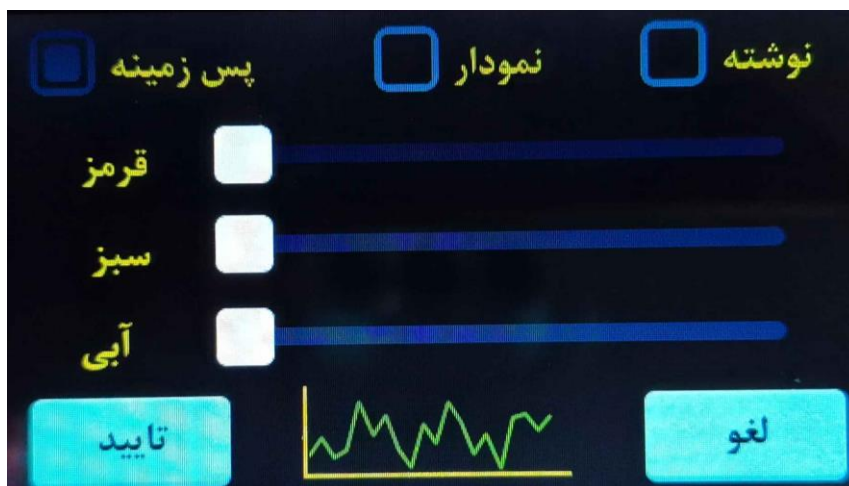 نوشته نمودار پس زمینه
قرمز
سبز
آبی
لغو تایید